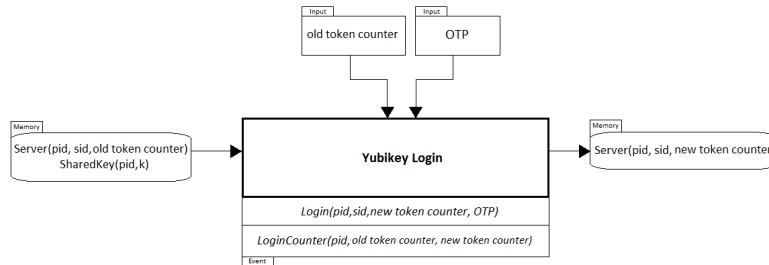 Input
Input
old token counter
OTP
Memory
Memory
Server(pid, sid,old token counter)
SharedKey(pid,k)
Yubikey Login
Server(pid, sid, new token counter
Login(pid,sid,new token counter, OTP)
LoginCounter(pid, old token counter, new token counter)
Event